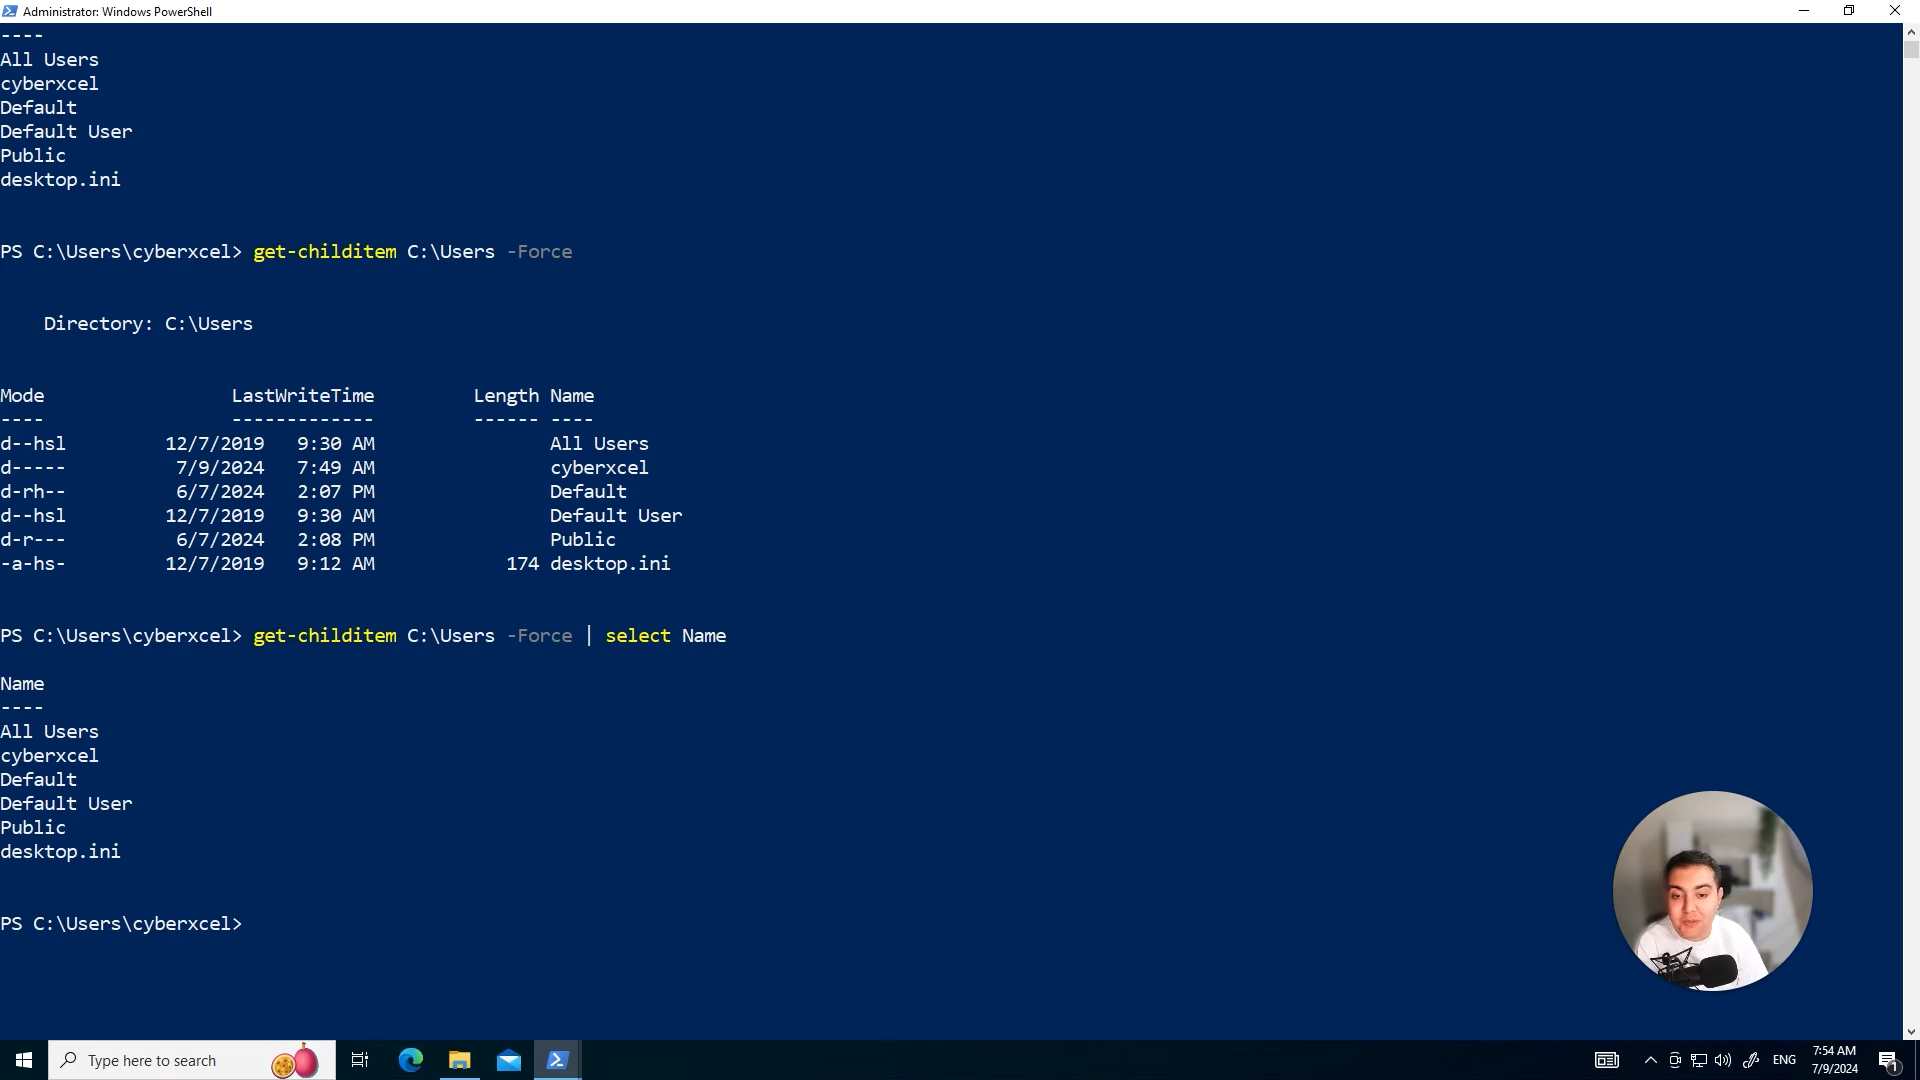 Administrator: Windows PowerShell
----
All Users
cyberxcel
Default
Default User
Public
desktop.ini
PS C:\Users\cyberxcel> get-childitem C:\Users -Force
Directory: C:\Users
Mode LastWriteTime Length Name
---- ------------- ------ ----
d--hsl 12/7/2019 9:30 AM All Users
d----- 7/9/2024 7:49 AM cyberxcel
d-rh-- 6/7/2024 2:07 PM Default
d--hsl 12/7/2019 9:30 AM Default User
d-r--- 6/7/2024 2:08 PM Public
-a-hs- 12/7/2019 9:12 AM 174 desktop.ini
PS C:\Users\cyberxcel> get-childitem C:\Users -Force | select Name
Name
----
All Users
cyberxcel
Default
Default User
Public
desktop.ini
PS C:\Users\cyberxcel>
Type here to search
ENG
7:54 AM
7/9/2024
1